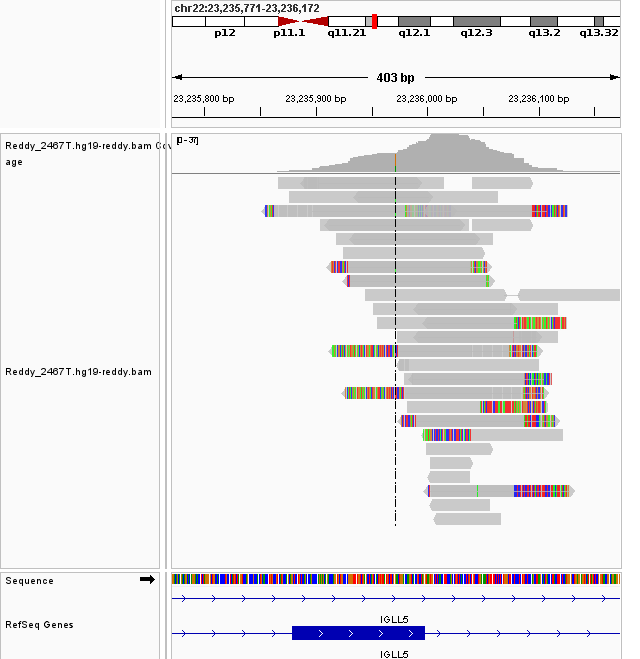 chr22:23,235,771-23,236,172
p12 p11.1 q11.21 q12.1 q12.3 q13.2 q13.32
403 bp
23,235,800 bp 23,235,900 bp 23,236,000 bp 23,236,100 bp
Reddy_2467T.hg19-reddy.bam Cov
age
[0-37]
Reddy_2467T.hg19-reddy.bam
Sequence
IGLL5
RefSeq Genes
IGLL5